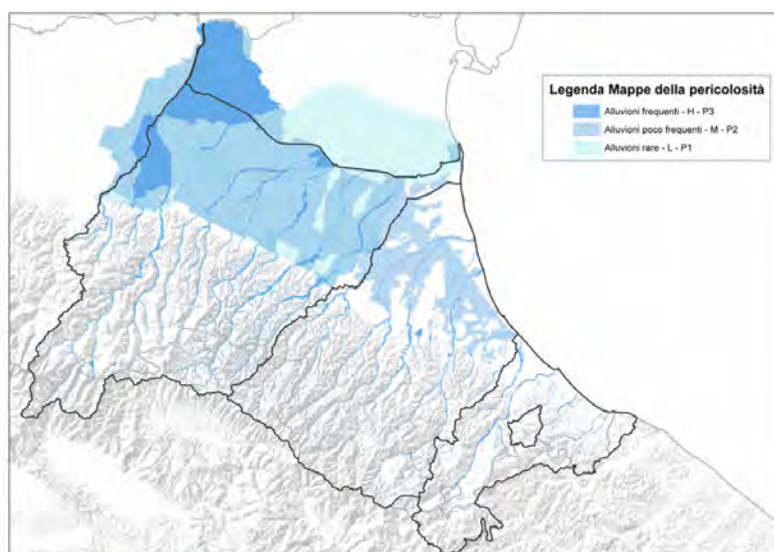 Legenda Mappe della pericolosità
Alluvioni frequenti - H - P3
Alluvioni poco frequenti - M - P2
Alluvioni rare - L - P1